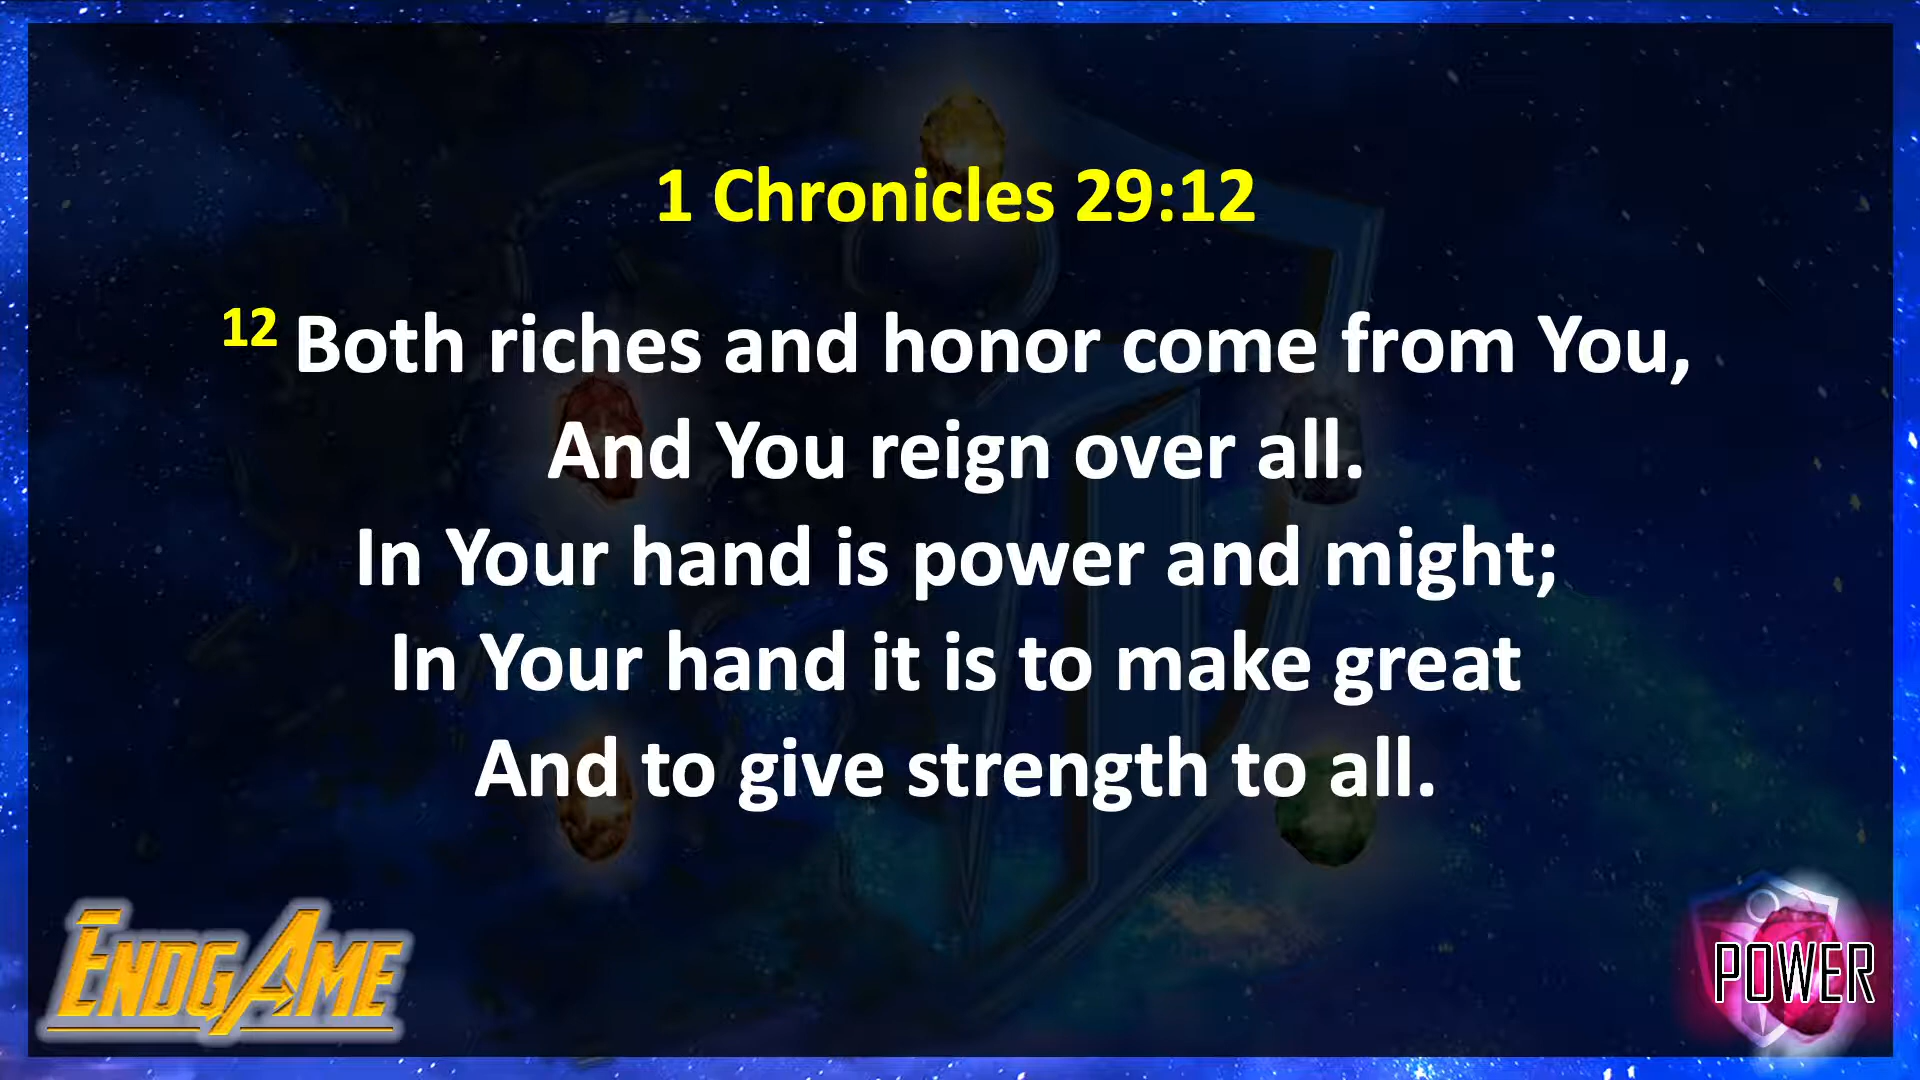 1 Chronicles 29:12
12 Both riches and honor come from You,
And You reign over all.
In Your hand is power and might;
In Your hand it is to make great
And to give strength to all.
ENDGAME
POWER